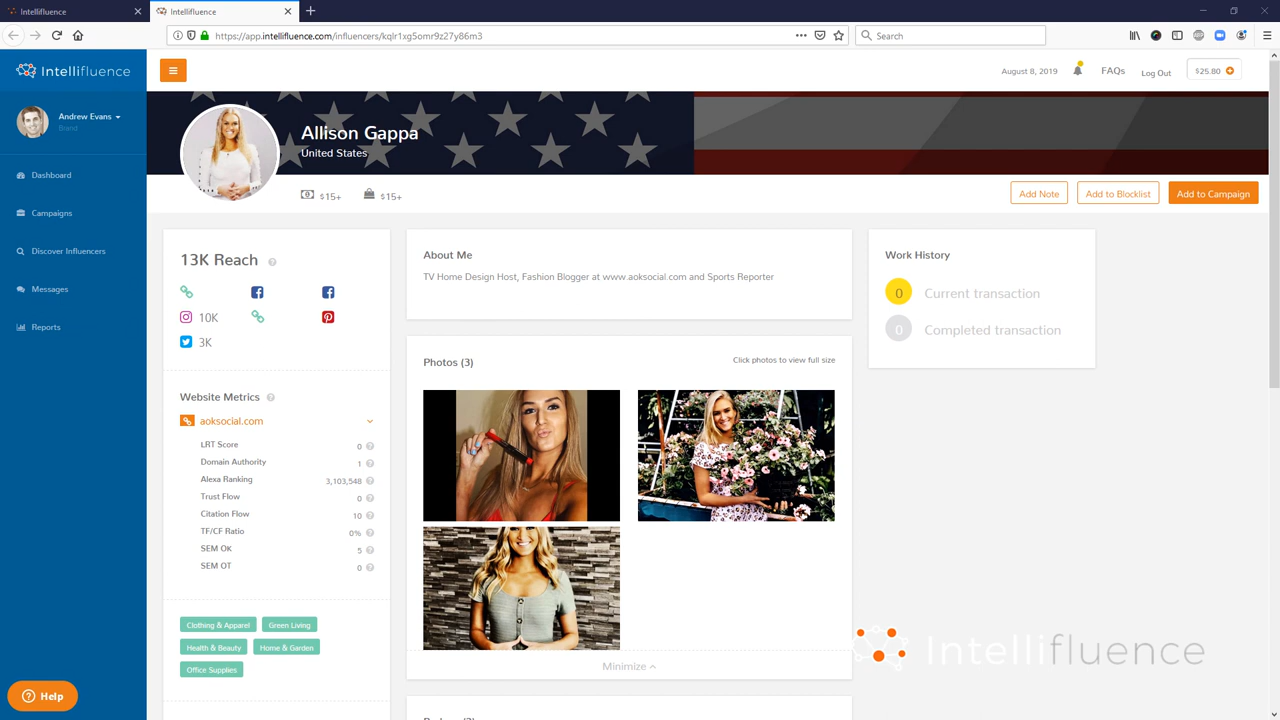 Intellifluence
Intellifluence
https://app.intellifluence.com/influencers/kqlr1xg5omr9z27y86m3
Search
Intellifluence
August 8, 2019
FAQs
Log Out
$25.80
Andrew Evans
Brand
Allison Gappa
United States
$15+
$15+
Add Note
Add to Blocklist
Add to Campaign
Dashboard
Campaigns
Discover Influencers
Messages
Reports
13K Reach
10K
3K
Website Metrics
aoksocial.com
LRT Score 0
Domain Authority 1
Alexa Ranking 3,103,548
Trust Flow 0
Citation Flow 10
TF/CF Ratio 0%
SEM OK 5
SEM OT 0
Clothing & Apparel
Green Living
Health & Beauty
Home & Garden
Office Supplies
About Me
TV Home Design Host, Fashion Blogger at www.aoksocial.com and Sports Reporter
Photos (3)
Click photos to view full size
Minimize
Work History
0 Current transaction
0 Completed transaction
Intellifluence
Help